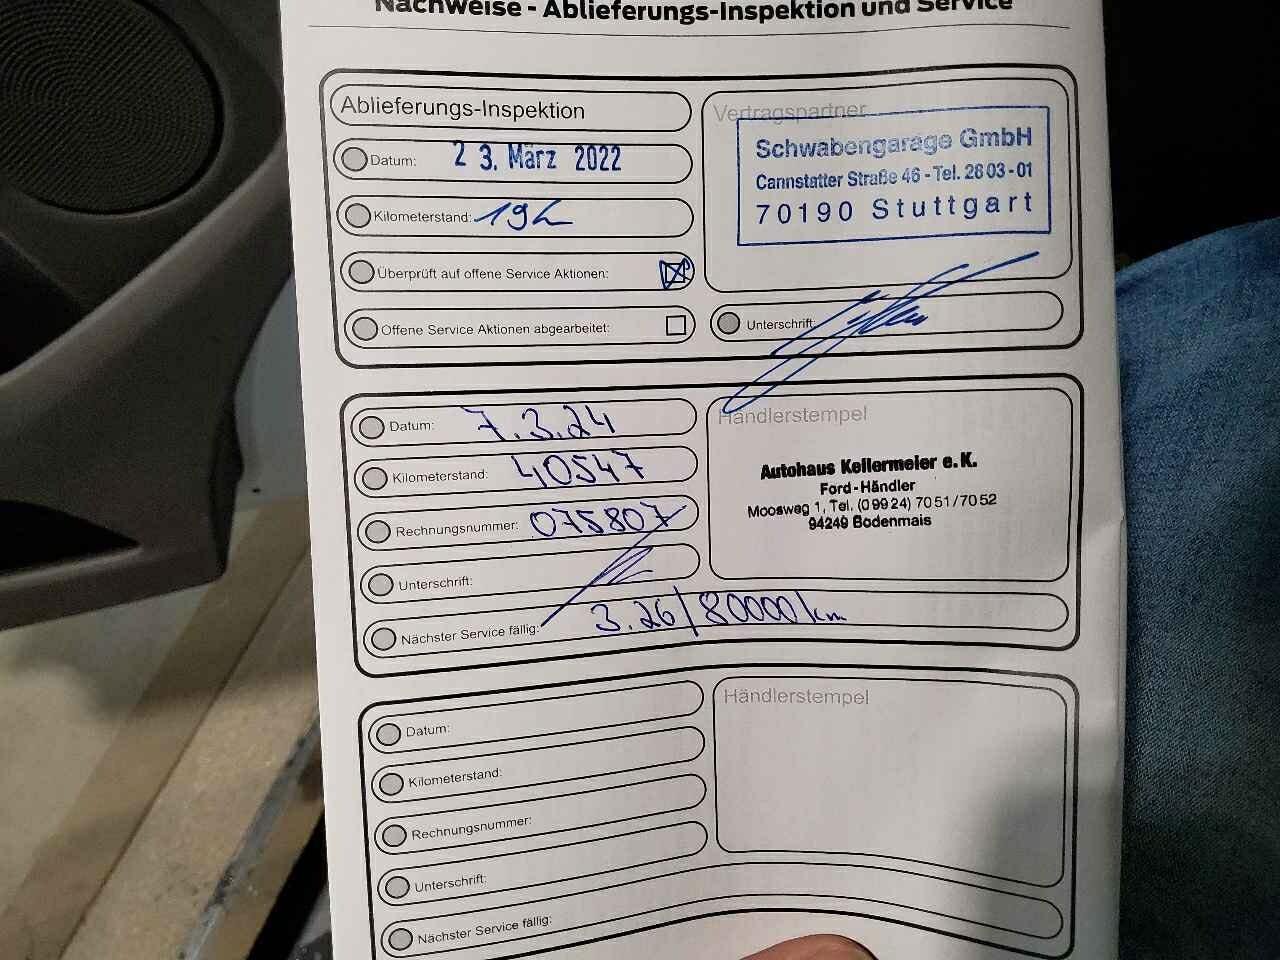 Nachweise - Ablieferungs-Inspektion und Service
Ablieferungs-Inspektion
Datum: 23. März 2022
Kilometerstand:
Überprüft auf offene Service Aktionen:
Offene Service Aktionen abgearbeitet:
Vertragspartner
Schwabengarage GmbH
Cannstatter Straße 46 - Tel. 28 03-01
70190 Stuttgart
Unterschrift:
Datum: 7.3.24
Kilometerstand: 40547
Rechnungsnummer: 075807
Unterschrift:
Nächster Service fällig: 3.26/80000km
Händlerstempel
Autohaus Kellermeier e.K.
Ford-Händler
Moosweg 1, Tel. (09924) 7051/7052
94249 Bodenmais
Datum:
Kilometerstand:
Rechnungsnummer:
Unterschrift:
Nächster Service fällig:
Händlerstempel